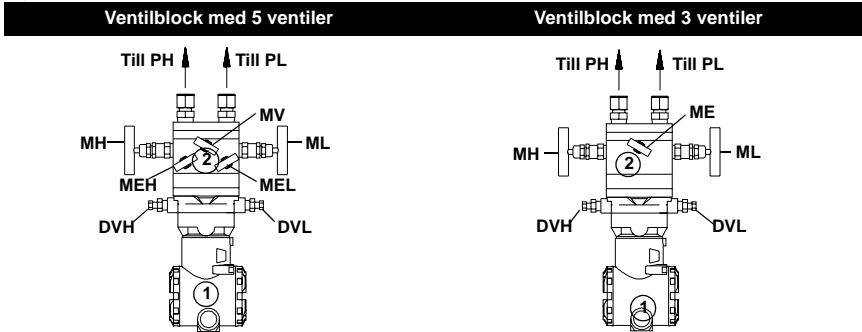 Ventilblock med 5 ventiler
Till PH
Till PL
MV
MH
ML
2
MEH
MEL
DVH
DVL
1
Ventilblock med 3 ventiler
Till PH
Till PL
ME
MH
ML
2
DVH
DVL
1